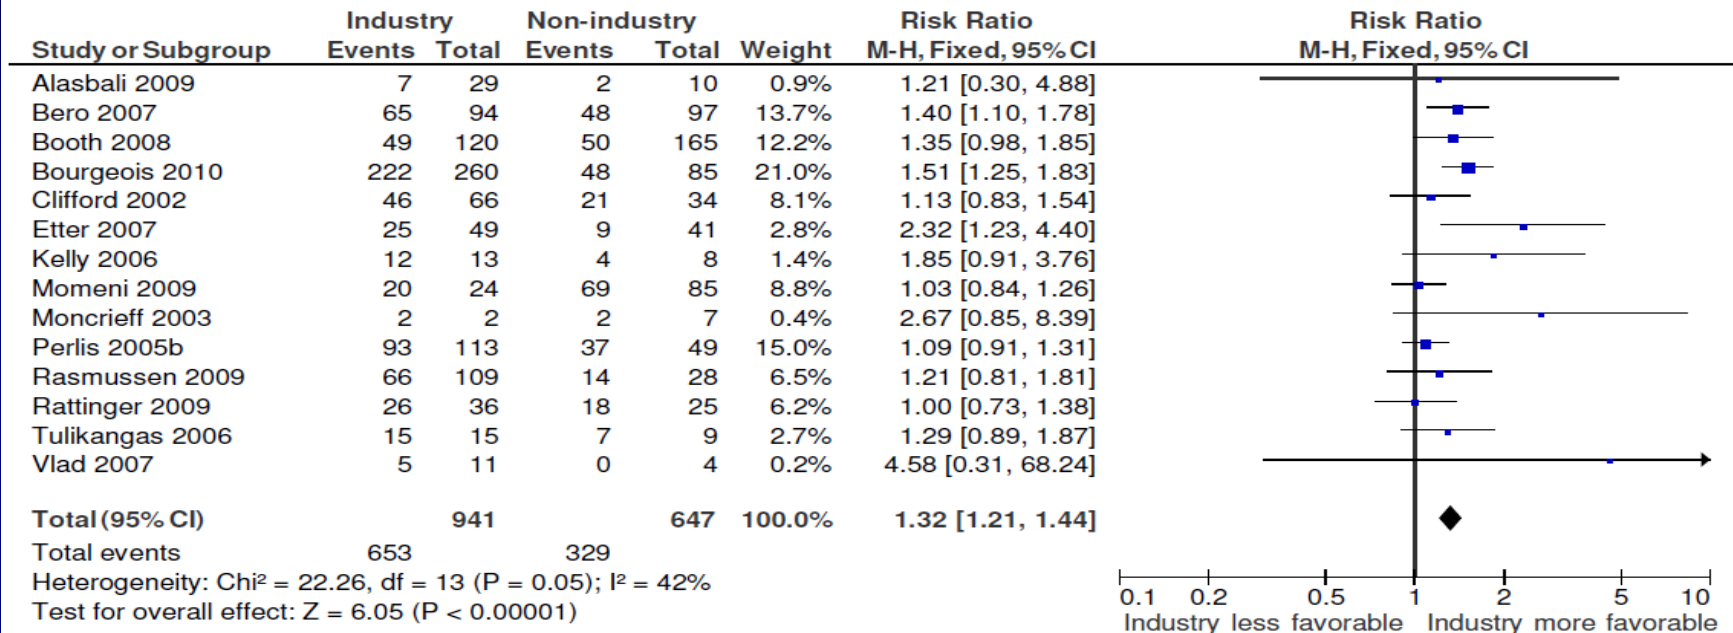 Industry Non-industry Risk Ratio Risk Ratio
Study or Subgroup Events Total Events Total Weight M-H, Fixed, 95% CI M-H, Fixed, 95% CI
Alasbali 2009 7 29 2 10 0.9% 1.21 [0.30, 4.88]
Bero 2007 65 94 48 97 13.7% 1.40 [1.10, 1.78]
Booth 2008 49 120 50 165 12.2% 1.35 [0.98, 1.85]
Bourgeois 2010 222 260 48 85 21.0% 1.51 [1.25, 1.83]
Clifford 2002 46 66 21 34 8.1% 1.13 [0.83, 1.54]
Etter 2007 25 49 9 41 2.8% 2.32 [1.23, 4.40]
Kelly 2006 12 13 4 8 1.4% 1.85 [0.91, 3.76]
Momeni 2009 20 24 69 85 8.8% 1.03 [0.84, 1.26]
Moncrieff 2003 2 2 2 7 0.4% 2.67 [0.85, 8.39]
Perlis 2005b 93 113 37 49 15.0% 1.09 [0.91, 1.31]
Rasmussen 2009 66 109 14 28 6.5% 1.21 [0.81, 1.81]
Rattinger 2009 26 36 18 25 6.2% 1.00 [0.73, 1.38]
Tulikangas 2006 15 15 7 9 2.7% 1.29 [0.89, 1.87]
Vlad 2007 5 11 0 4 0.2% 4.58 [0.31, 68.24]
Total (95% CI) 941 647 100.0% 1.32 [1.21, 1.44]
Total events 653 329
Heterogeneity: Chi² = 22.26, df = 13 (P = 0.05); I² = 42%
Test for overall effect: Z = 6.05 (P < 0.00001)
0.1 0.2 0.5 1 2 5 10
Industry less favorable Industry more favorable